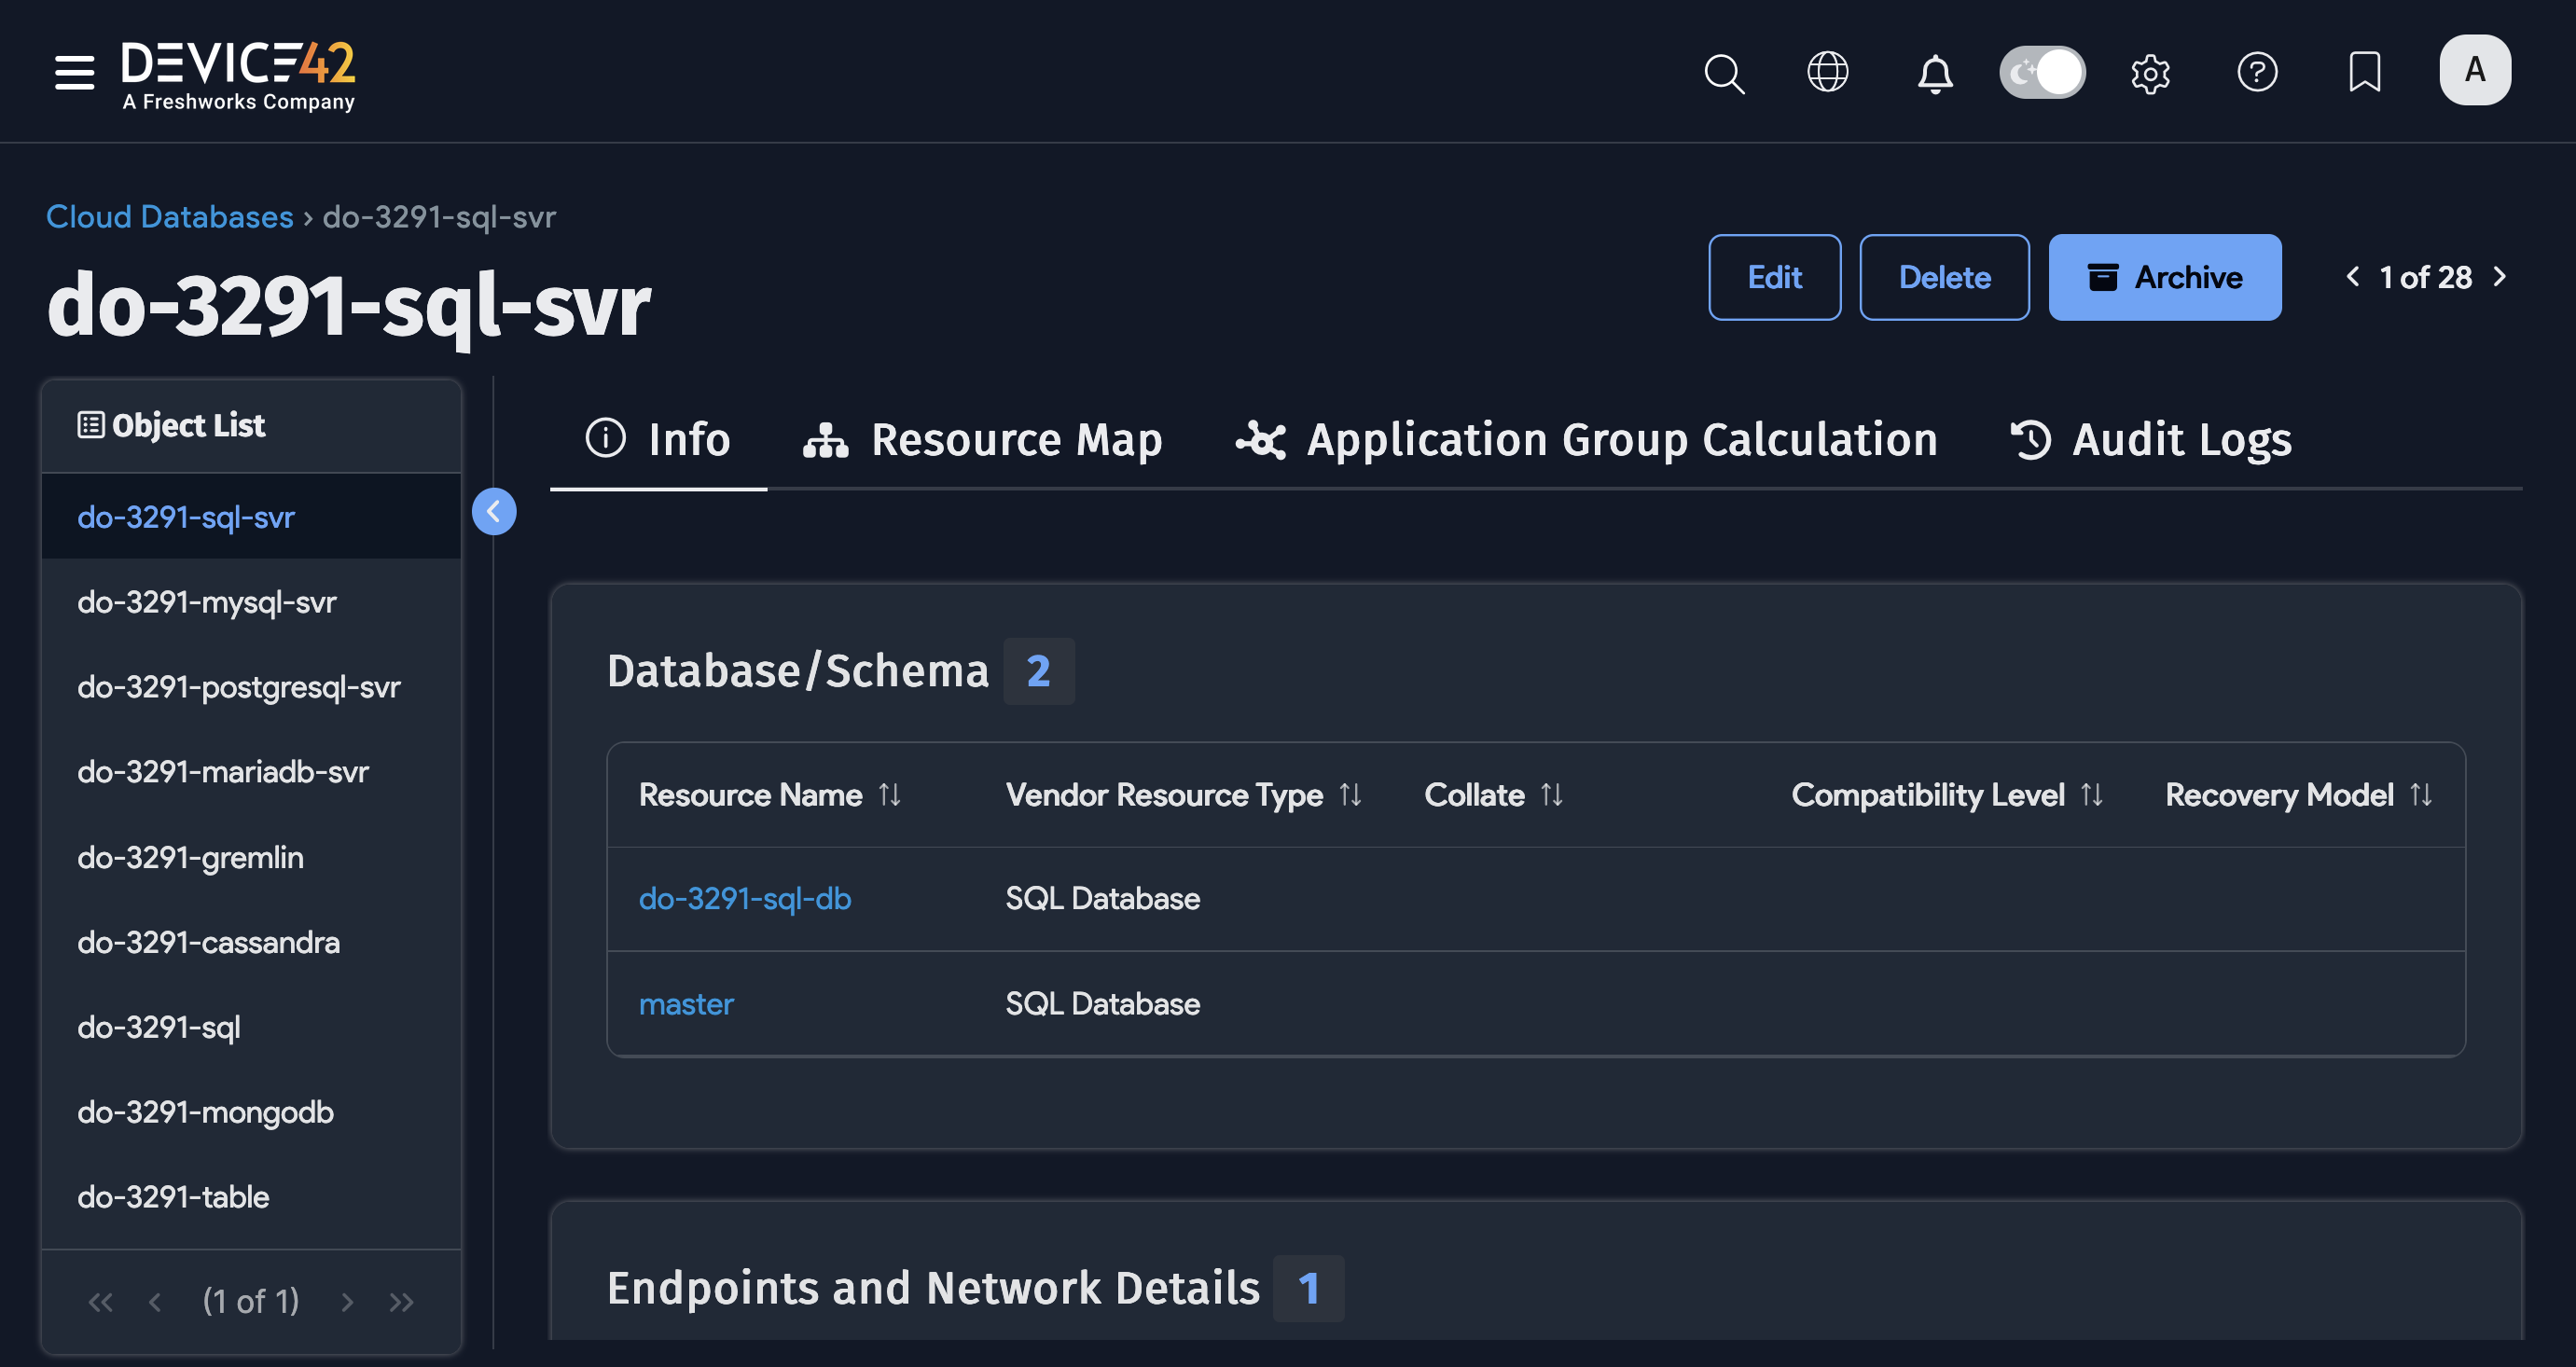 DEVICE42
A Freshworks Company
A
Cloud Databases › do-3291-sql-svr
do-3291-sql-svr
Edit
Delete
Archive
1 of 28
Object List
do-3291-sql-svr
do-3291-mysql-svr
do-3291-postgresql-svr
do-3291-mariadb-svr
do-3291-gremlin
do-3291-cassandra
do-3291-sql
do-3291-mongodb
do-3291-table
(1 of 1)
Info
Resource Map
Application Group Calculation
Audit Logs
Database/Schema 2
Resource Name Vendor Resource Type Collate Compatibility Level Recovery Model
do-3291-sql-db SQL Database
master SQL Database
Endpoints and Network Details 1